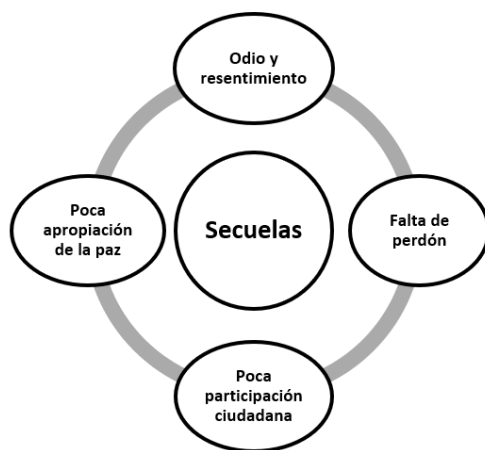 Odio y
resentimiento
Poca
apropiación
de la paz
Secuelas
Falta de
perdón
Poca
participación
ciudadana